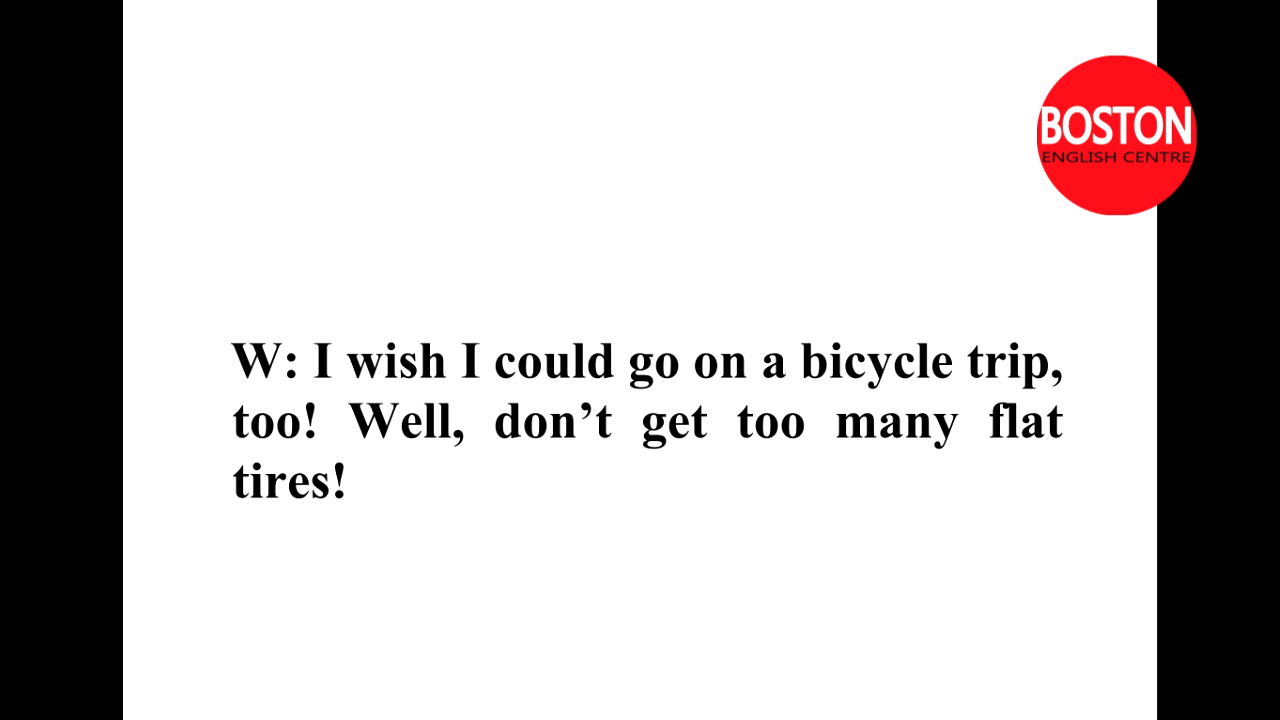 BOSTON
ENGLISH CENTRE
W: I wish I could go on a bicycle trip,
too! Well, don’t get too many flat
tires!